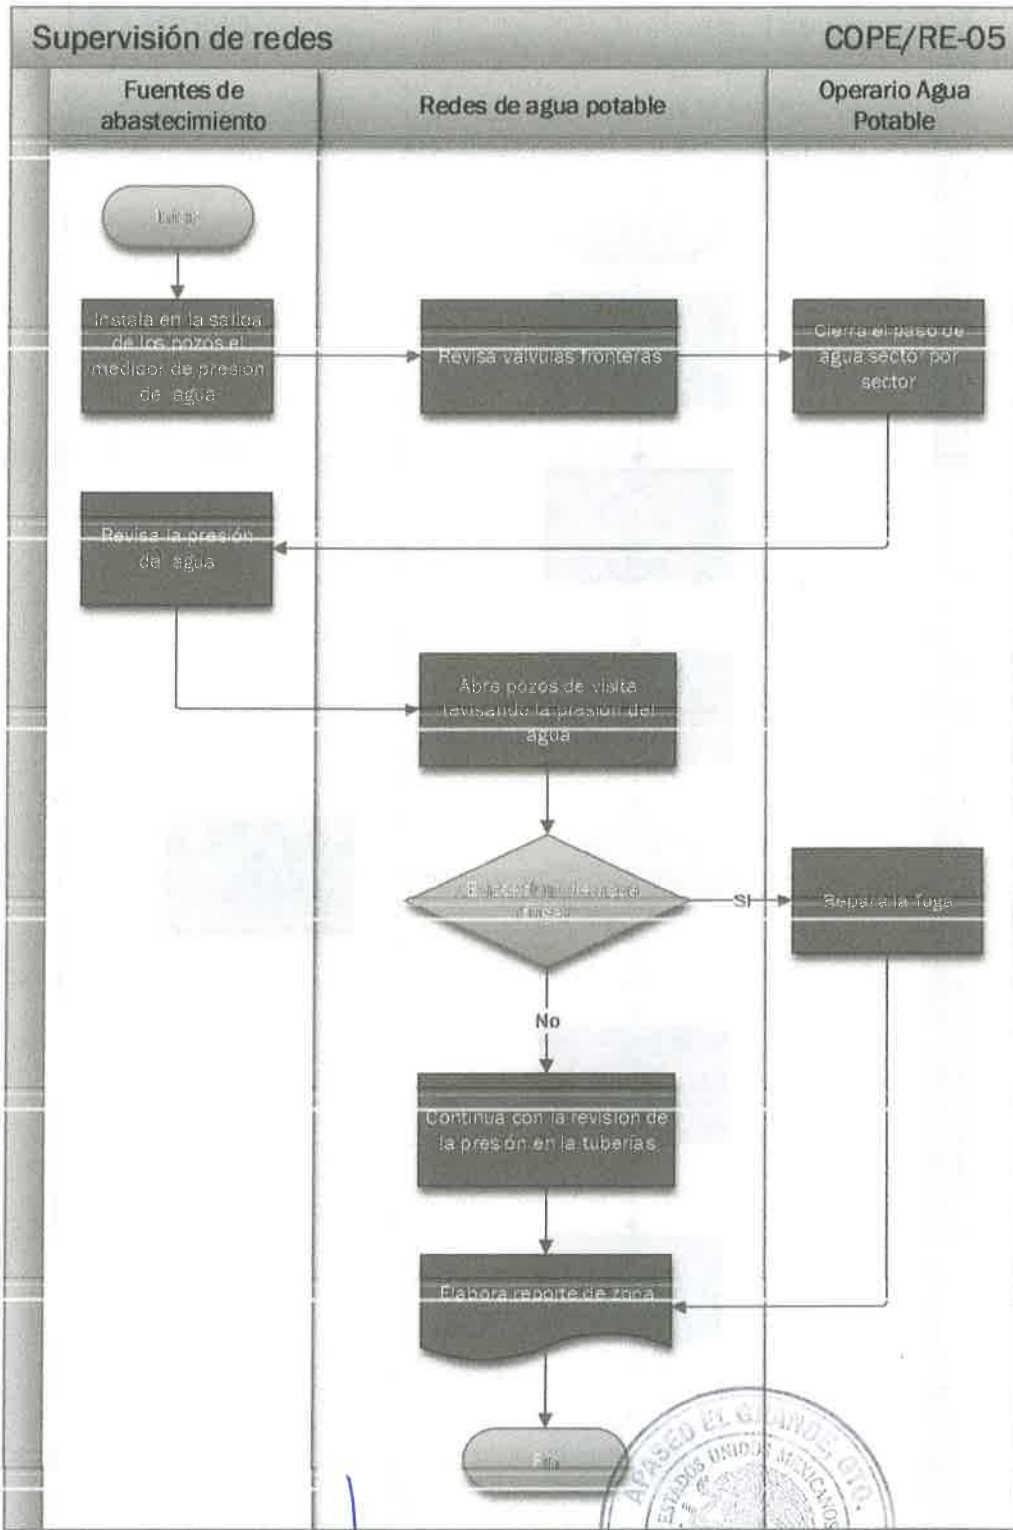 Supervisión de redes
COPE/RE-05
Fuentes de
abastecimiento
Redes de agua potable
Operario Agua
Potable
Inicio
Instala en la salida
de los pozos el
medidor de presión
de agua
Revisa válvulas fronteras
Cierra el paso de
agua sector por
sector
Revisa la presión
de agua
Abre pozos de visita
revisando la presión del
agua
SI
Repara la fuga
No
Continua con la revisión de
la presión en la tuberías
Elabora reporte de zona
Fin
APASEO EL GRANDE, GTO.
ESTADOS UNIDOS MEXICANOS